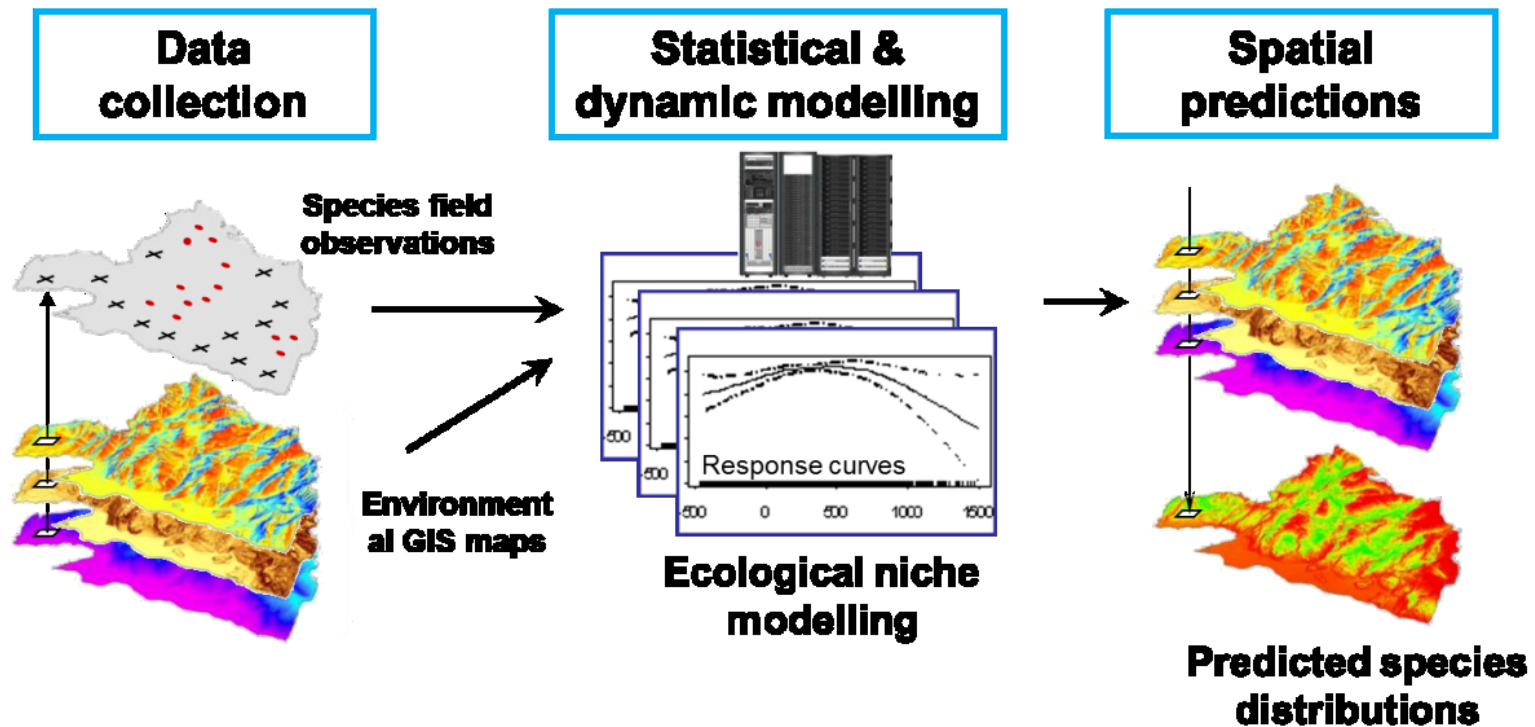 Data
collection
Statistical &
dynamic modelling
Spatial
predictions
Species field
observations
Environment
al GIS maps
-500
-500
Response curves
-500 0 500 1000 1500
Ecological niche
modelling
Predicted species
distributions